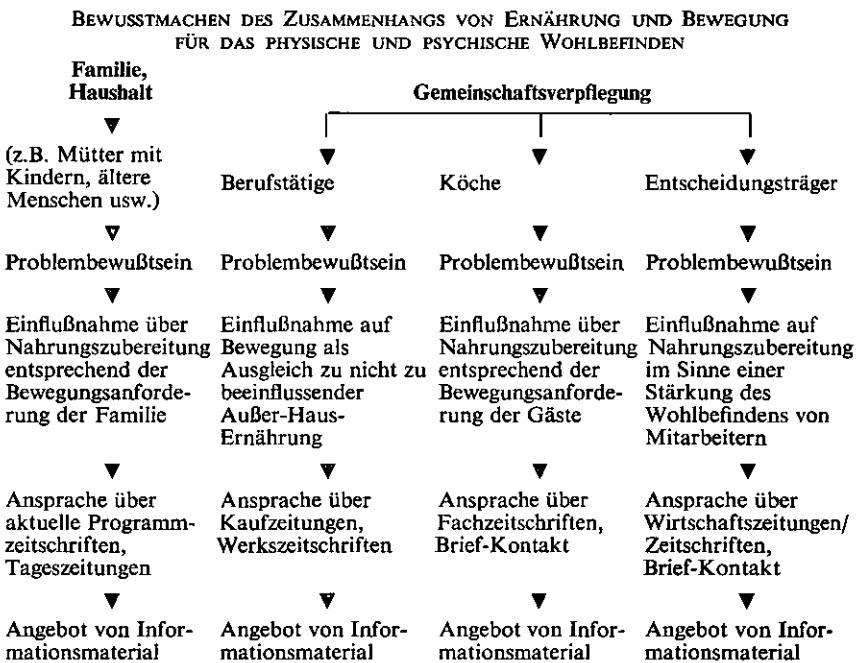 BEWUSSTMACHEN DES ZUSAMMENHANGS VON ERNÄHRUNG UND BEWEGUNG
FÜR DAS PHYSISCHE UND PSYCHISCHE WOHLBEFINDEN
Familie,
Haushalt
Gemeinschaftsverpflegung
(z.B. Mütter mit
Kindern, ältere
Menschen usw.)
Berufstätige
Köche
Entscheidungsträger
Problembewußtsein
Problembewußtsein
Problembewußtsein
Problembewußtsein
Einflußnahme über
Nahrungszubereitung
entsprechend der
Bewegungsanforde-
rung der Familie
Einflußnahme auf
Bewegung als
Ausgleich zu nicht zu
beeinflussender
Außer-Haus-
Ernährung
Einflußnahme über
Nahrungszubereitung
entsprechend der
Bewegungsanforde-
rung der Gäste
Einflußnahme auf
Nahrungszubereitung
im Sinne einer
Stärkung des
Wohlbefindens von
Mitarbeitern
Ansprache über
aktuelle Programm-
zeitschriften,
Tageszeitungen
Ansprache über
Kaufzeitungen,
Werkszeitschriften
Ansprache über
Fachzeitschriften,
Brief-Kontakt
Ansprache über
Wirtschaftszeitungen/
Zeitschriften,
Brief-Kontakt
Angebot von Infor-
mationsmaterial
Angebot von Infor-
mationsmaterial
Angebot von Infor-
mationsmaterial
Angebot von Infor-
mationsmaterial